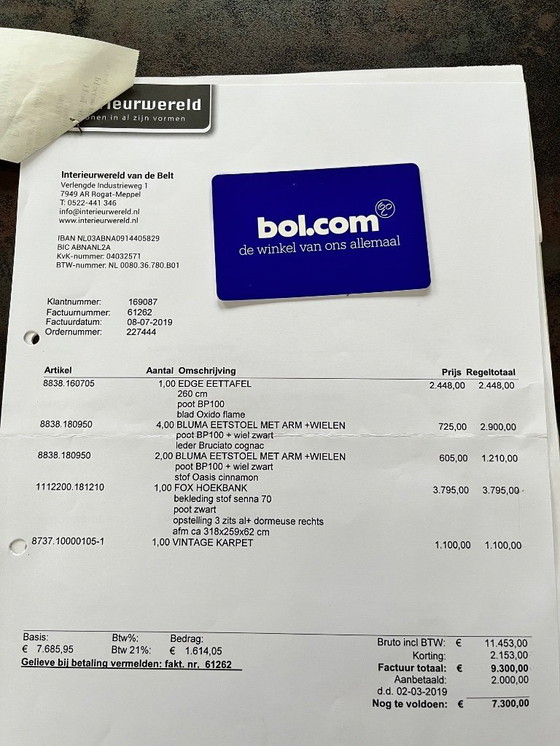 rieurwereld
onen in al zijn vormen
bol.com
de winkel van ons allemaal
Interieurwereld van de Belt
Verlengde Industrieweg 1
7949 AR Rogat-Meppel
T: 0522-441 346
info@interieurwereld.nl
www.interieurwereld.nl
IBAN NL03ABNA0914405829
BIC ABNANL2A
KvK-nummer: 04032571
BTW-nummer: NL 0080.36.780.B01
Klantnummer: 169087
Factuurnummer: 61262
Factuurdatum: 08-07-2019
Ordernummer: 227444
Artikel Aantal Omschrijving Prijs Regeltotaal
8838.160705 1,00 EDGE EETTAFEL 2.448,00 2.448,00
260 cm
poot BP100
blad Oxido flame
8838.180950 4,00 BLUMA EETSTOEL MET ARM +WIELEN 725,00 2.900,00
poot BP100 + wiel zwart
leder Bruciato cognac
8838.180950 2,00 BLUMA EETSTOEL MET ARM +WIELEN 605,00 1.210,00
poot BP100 + wiel zwart
stof Oasis cinnamon
1112200.181210 1,00 FOX HOEKBANK 3.795,00 3.795,00
bekleding stof senna 70
poot zwart
opstelling 3 zits al+ dormeuse rechts
afm ca 318x259x62 cm
8737.10000105-1 1,00 VINTAGE KARPET 1.100,00 1.100,00
Basis: Btw%: Bedrag:
€ 7.685,95 Btw 21%: € 1.614,05
Gelieve bij betaling vermelden: fakt. nr. 61262
Bruto incl BTW: € 11.453,00
Korting: 2.153,00
Factuur totaal: € 9.300,00
Aanbetaald: 2.000,00
d.d. 02-03-2019
Nog te voldoen: € 7.300,00